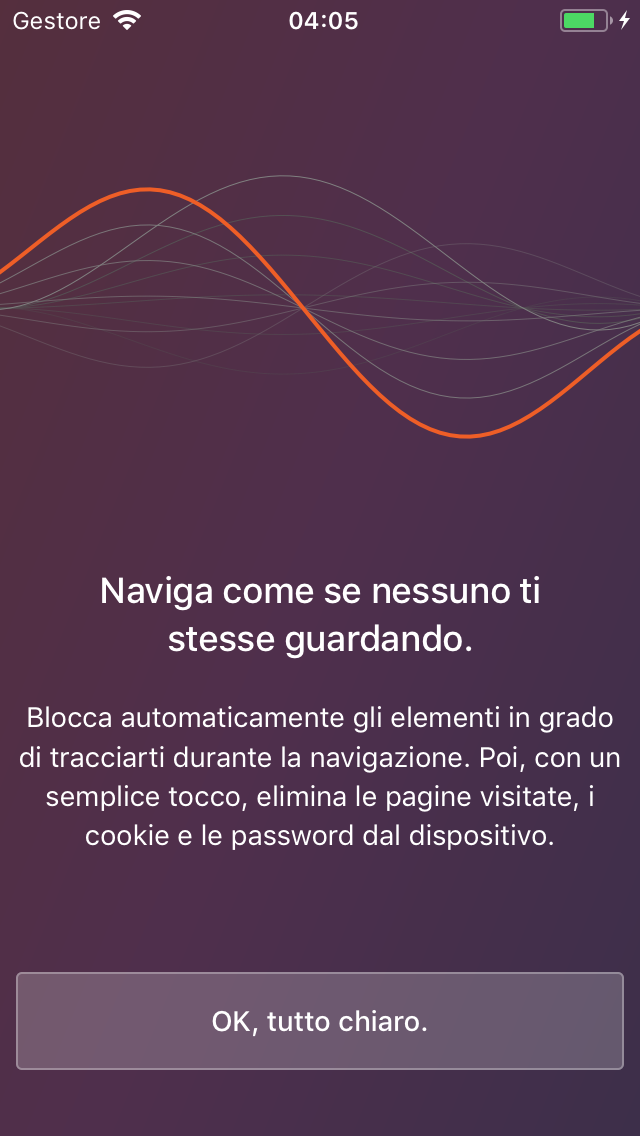 Gestore 04:05
Naviga come se nessuno ti
stesse guardando.
Blocca automaticamente gli elementi in grado
di tracciarti durante la navigazione. Poi, con un
semplice tocco, elimina le pagine visitate, i
cookie e le password dal dispositivo.
OK, tutto chiaro.